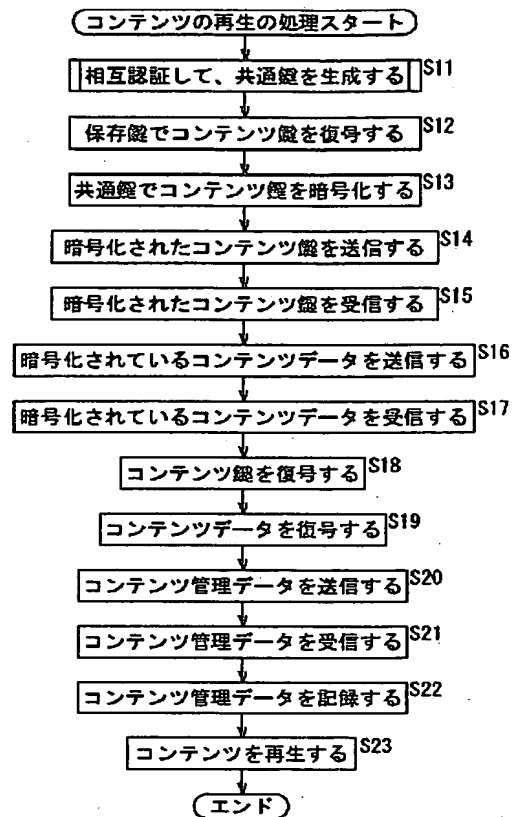 コンテンツの再生の処理スタート
相互認証して、共通鍵を生成する S11
保存鍵でコンテンツ鍵を復号する S12
共通鍵でコンテンツ鍵を暗号化する S13
暗号化されたコンテンツ鍵を送信する S14
暗号化されたコンテンツ鍵を受信する S15
暗号化されているコンテンツデータを送信する S16
暗号化されているコンテンツデータを受信する S17
コンテンツ鍵を復号する S18
コンテンツデータを復号する S19
コンテンツ管理データを送信する S20
コンテンツ管理データを受信する S21
コンテンツ管理データを記録する S22
コンテンツを再生する S23
エンド